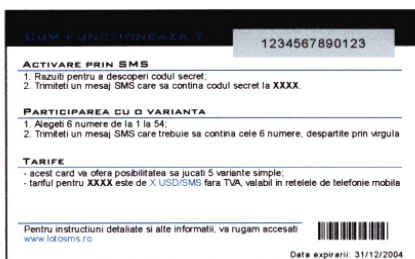 CUM FUNCTIONEAZA ?
1234567890123
ACTIVARE PRIN SMS
1. Razuiti pentru a descoperi codul secret;
2. Trimiteti un mesaj SMS care sa contina codul secret la XXXX.
PARTICIPAREA CU O VARIANTA
1. Alegeti 6 numere de la 1 la 54;
2. Trimiteti un mesaj SMS care trebuie sa contina cele 6 numere, despartite prin virgula
TARIFE
- acest card va ofera posibilitatea sa jucati 5 variante simple;
- tariful pentru XXXX este de X USD/SMS fara TVA, valabil in retelele de telefonie mobila
Pentru instructiuni detaliate si alte informatii, va rugam accesati
www.lotosms.ro
Data expirarii: 31/12/2004